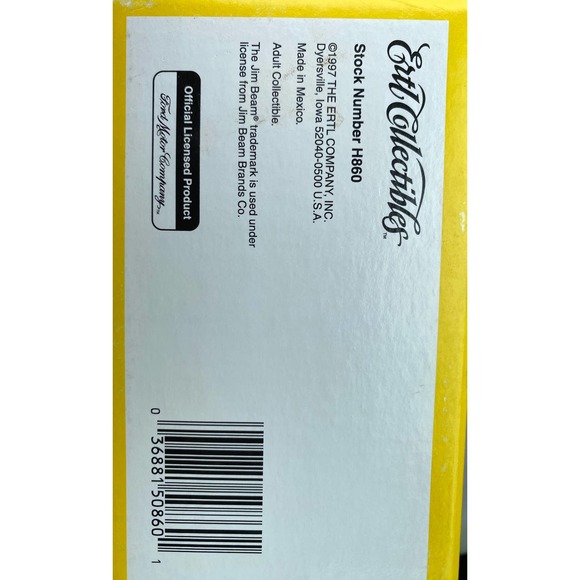 Ertl Collectibles™
Stock Number H860
©1997 THE ERTL COMPANY, INC.
Dyersville, Iowa 52040-0500 U.S.A.
Made in Mexico.
Adult Collectible.
The Jim Beam® trademark is used under
license from Jim Beam Brands Co.
Official Licensed Product
Ford Motor Company™
0 36881 50860 1